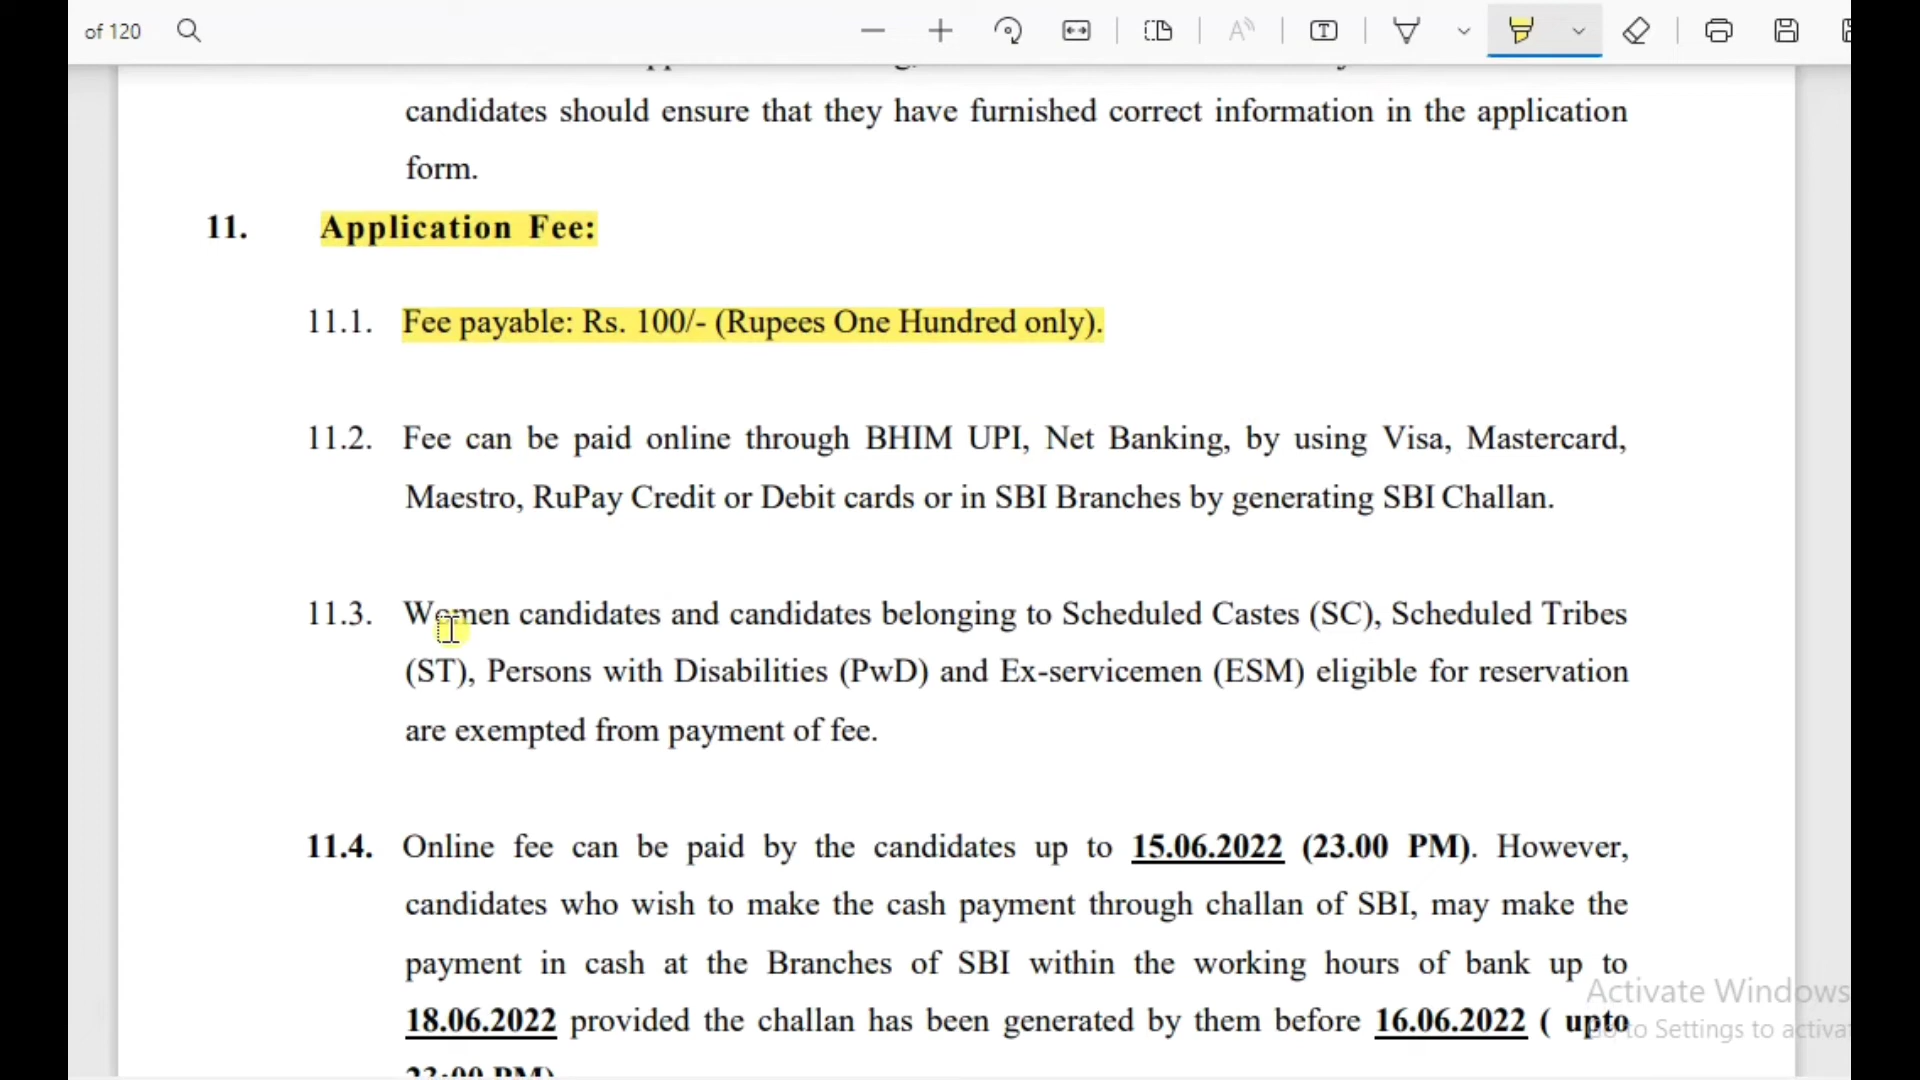 of 120
candidates should ensure that they have furnished correct information in the application
form.
11. Application Fee:
11.1. Fee payable: Rs. 100/- (Rupees One Hundred only).
11.2. Fee can be paid online through BHIM UPI, Net Banking, by using Visa, Mastercard,
Maestro, RuPay Credit or Debit cards or in SBI Branches by generating SBI Challan.
11.3. Women candidates and candidates belonging to Scheduled Castes (SC), Scheduled Tribes
(ST), Persons with Disabilities (PwD) and Ex-servicemen (ESM) eligible for reservation
are exempted from payment of fee.
11.4. Online fee can be paid by the candidates up to 15.06.2022 (23.00 PM). However,
candidates who wish to make the cash payment through challan of SBI, may make the
payment in cash at the Branches of SBI within the working hours of bank up to
Activate Windows
18.06.2022 provided the challan has been generated by them before 16.06.2022 ( upto
to Settings to activa
23:00 PM)